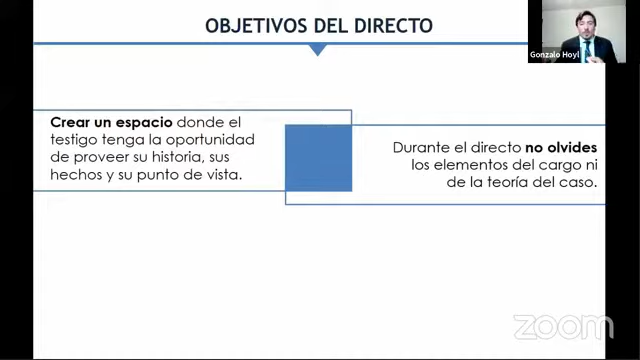 OBJETIVOS DEL DIRECTO
Gonzalo Hoyl
Crear un espacio donde el
testigo tenga la oportunidad
de proveer su historia, sus
hechos y su punto de vista.
Durante el directo no olvides
los elementos del cargo ni
de la teoría del caso.
zoom